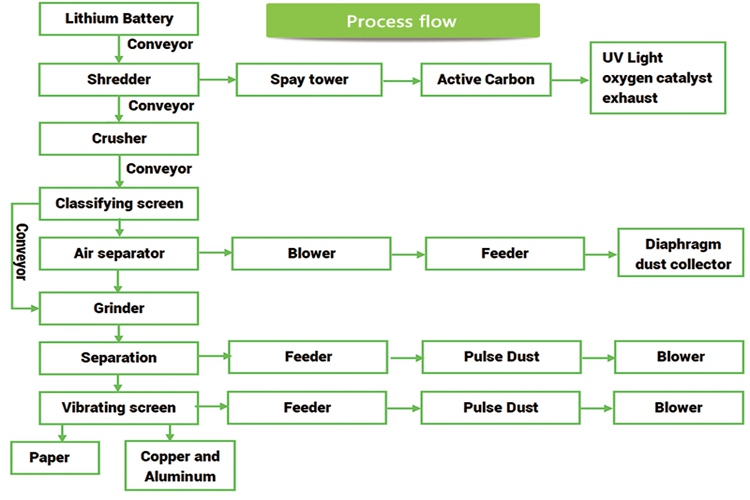 Process flow
Lithium Battery
Conveyor
Shredder
Spay tower
Active Carbon
UV Light
oxygen catalyst
exhaust
Conveyor
Crusher
Conveyor
Classifying screen
Conveyor
Air separator
Blower
Feeder
Diaphragm
dust collector
Grinder
Separation
Feeder
Pulse Dust
Blower
Vibrating screen
Feeder
Pulse Dust
Blower
Paper
Copper and
Aluminum